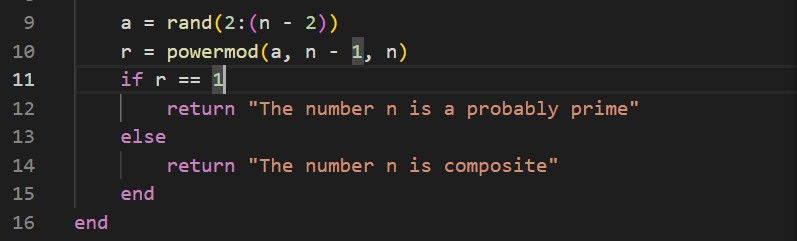 9 a = rand(2:(n - 2))
10 r = powermod(a, n - 1, n)
11 if r == 1
12 return "The number n is a probably prime"
13 else
14 return "The number n is composite"
15 end
16 end